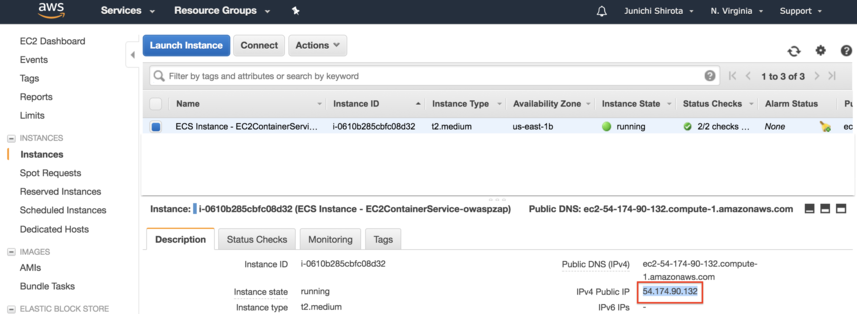 aws Services Resource Groups Junichi Shirota N. Virginia Support
EC2 Dashboard
Events
Tags
Reports
Limits
INSTANCES
Instances
Spot Requests
Reserved Instances
Scheduled Instances
Dedicated Hosts
IMAGES
AMIs
Bundle Tasks
ELASTIC BLOCK STORE
Launch Instance Connect Actions
Filter by tags and attributes or search by keyword
1 to 3 of 3
Name Instance ID Instance Type Availability Zone Instance State Status Checks Alarm Status Pu
ECS Instance - EC2ContainerServi... i-0610b285cbfc08d32 t2.medium us-east-1b running 2/2 checks ... None ec
Instance: i-0610b285cbfc08d32 (ECS Instance - EC2ContainerService-owaspzap) Public DNS: ec2-54-174-90-132.compute-1.amazonaws.com
Description Status Checks Monitoring Tags
Instance ID i-0610b285cbfc08d32 Public DNS (IPv4) ec2-54-174-90-132.compute-
1.amazonaws.com
Instance state running IPv4 Public IP 54.174.90.132
Instance type t2.medium IPv6 IPs -